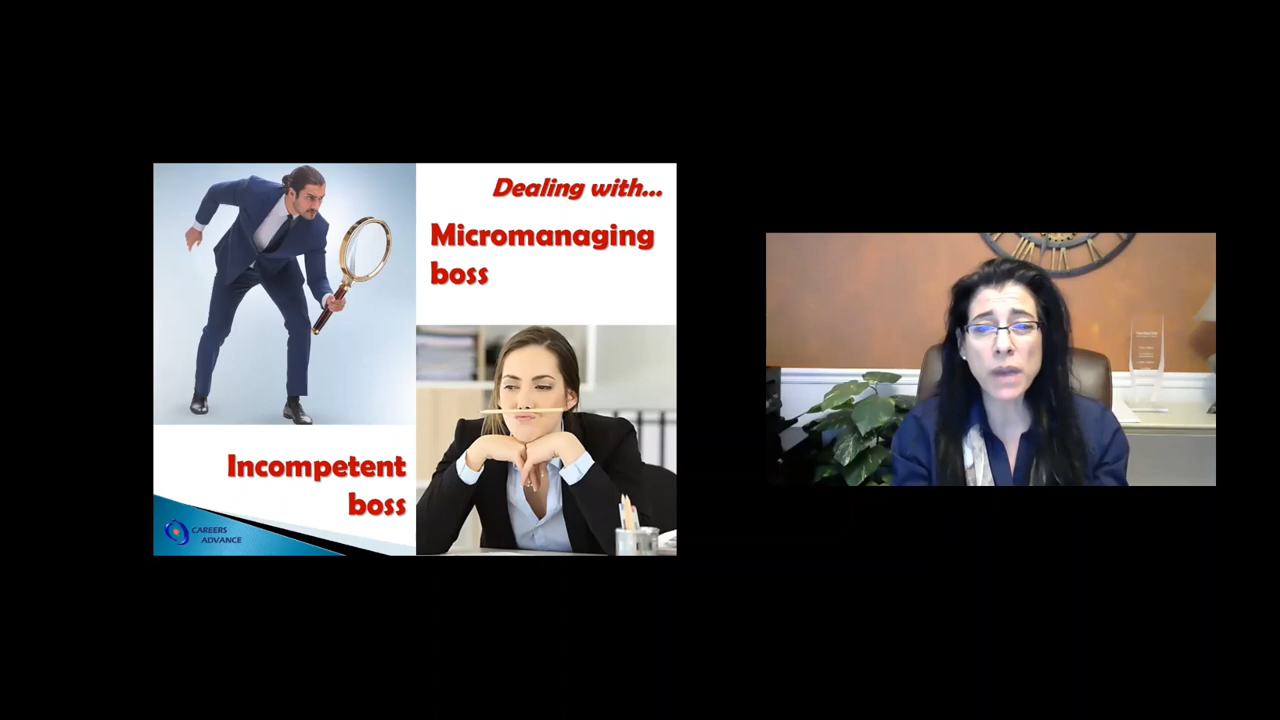 Dealing with...
Micromanaging
boss
Incompetent
boss
CAREERS
ADVANCE